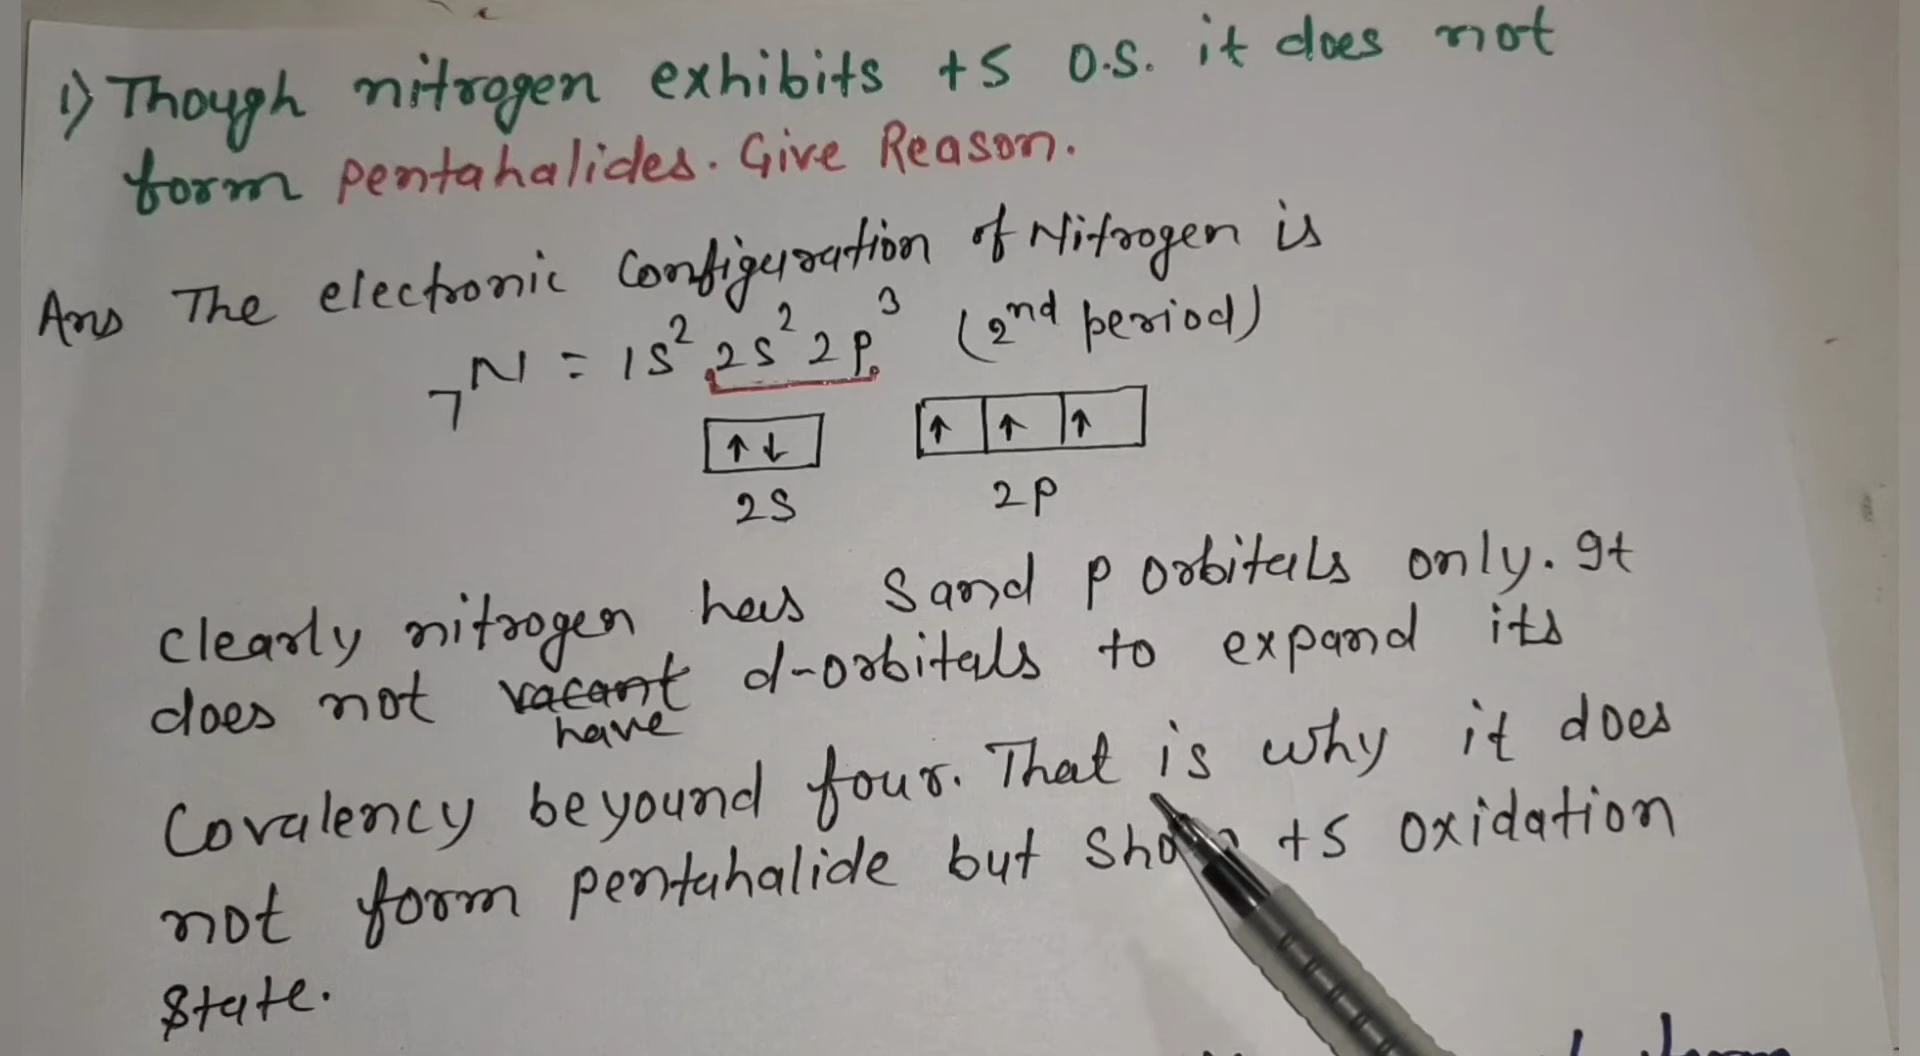 1) Though nitrogen exhibits +5 O.S. it does not
form pentahalides. Give Reason.
Ans The electronic Configuration of Nitrogen is
₇N = 1S² 2S² 2P³ (2nd period)
↑↓ ↑ ↑ ↑
2S 2P
Clearly nitrogen has S and P orbitals only. It
does not ~~vacant~~ d-orbitals to expand its
have
Covalency beyound four. That is why it does
not form pentahalide but +5 oxidation
State.